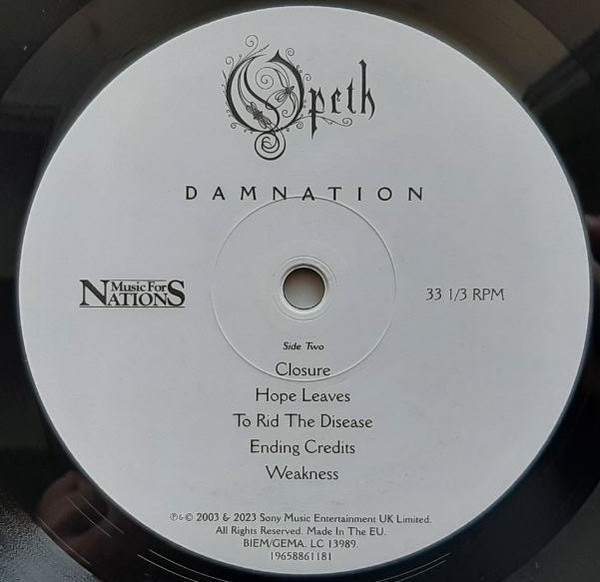 Opeth
DAMNATION
Music For
NATIONS
33 1/3 RPM
Side Two
Closure
Hope Leaves
To Rid The Disease
Ending Credits
Weakness
℗&© 2003 & 2023 Sony Music Entertainment UK Limited.
All Rights Reserved. Made In The EU.
BIEM/GEMA. LC 13989.
19658861181